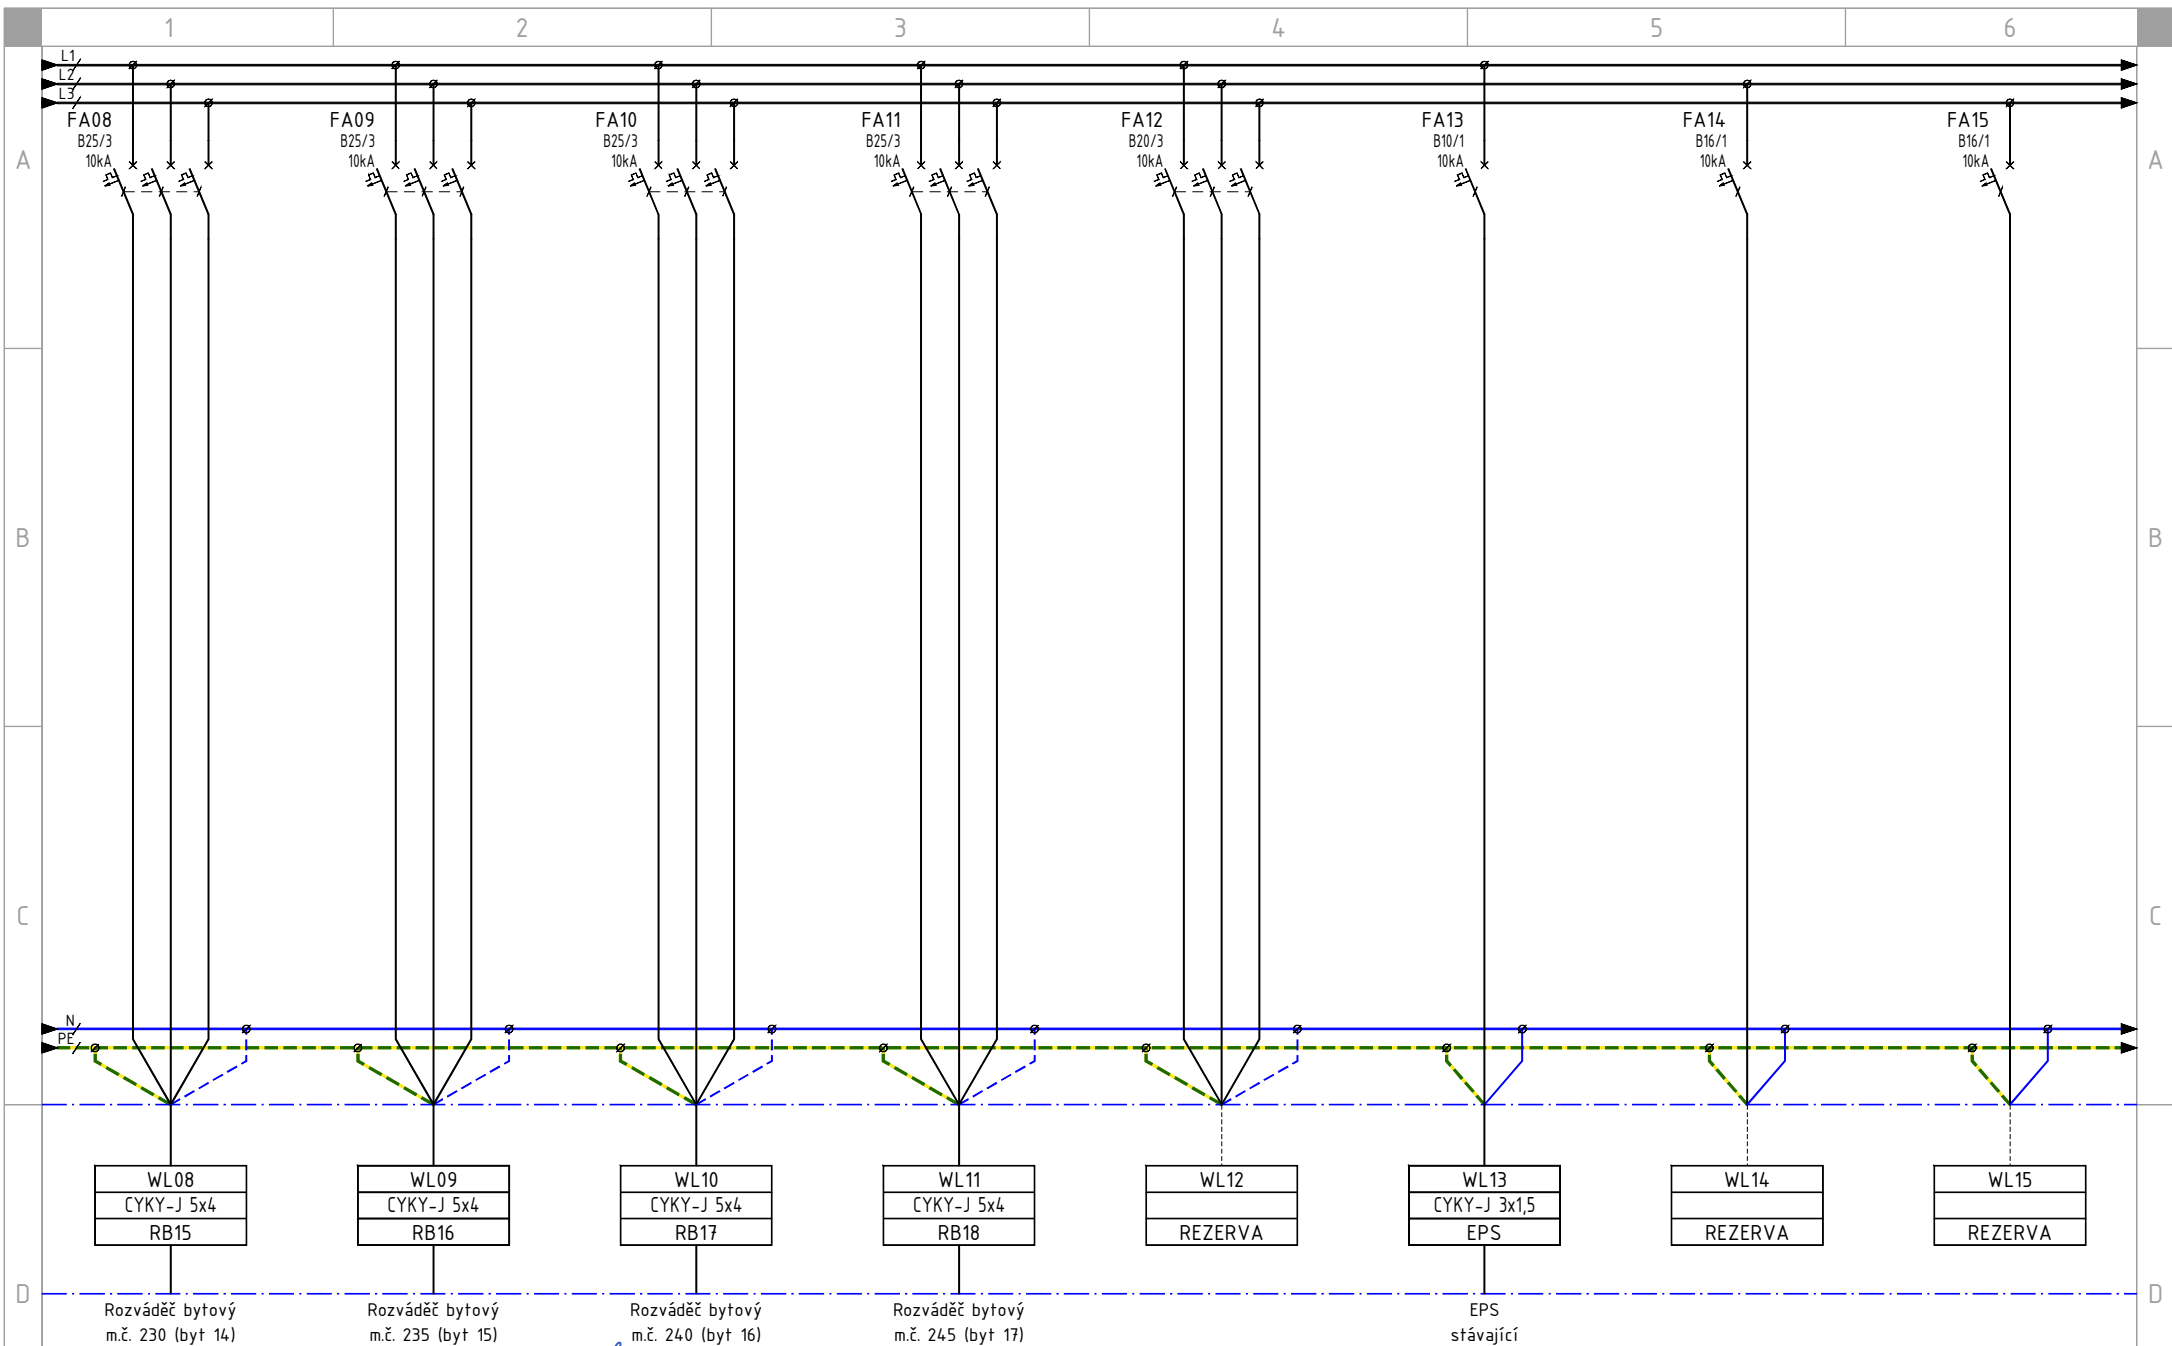 1 2 3 4 5 6
L1
L2
L3
FA08 FA09 FA10 FA11 FA12 FA13 FA14 FA15
B25/3 B25/3 B25/3 B25/3 B20/3 B10/1 B16/1 B16/1
10kA 10kA 10kA 10kA 10kA 10kA 10kA 10kA
A A
B B
C C
N
PE
WL08 WL09 WL10 WL11 WL12 WL13 WL14 WL15
CYKY-J 5x4 CYKY-J 5x4 CYKY-J 5x4 CYKY-J 5x4 CYKY-J 3x1,5
RB15 RB16 RB17 RB18 REZERVA EPS REZERVA REZERVA
D D
Rozváděč bytový Rozváděč bytový Rozváděč bytový Rozváděč bytový EPS
m.č. 230 (byt 14) m.č. 235 (byt 15) m.č. 240 (byt 16) m.č. 245 (byt 17) stávající